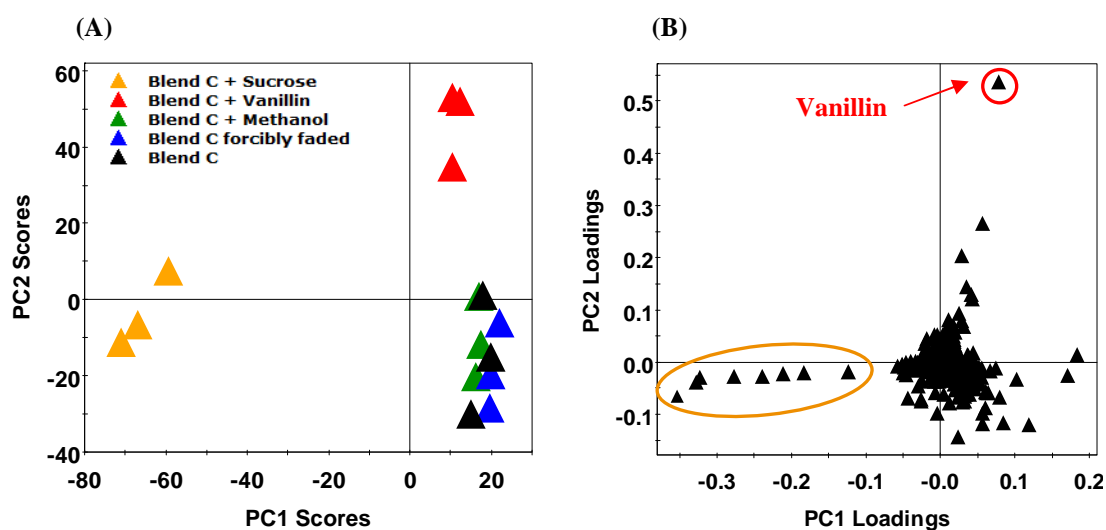 (A)
(B)
Blend C + Sucrose
Blend C + Vanillin
Blend C + Methanol
Blend C forcibly faded
Blend C
60
40
20
0
-20
-40
PC2 Scores
-80
-60
-40
-20
0
20
PC1 Scores
Vanillin
0.5
0.4
0.3
0.2
0.1
0.0
-0.1
PC2 Loadings
-0.3
-0.2
-0.1
-0.0
0.1
0.2
PC1 Loadings